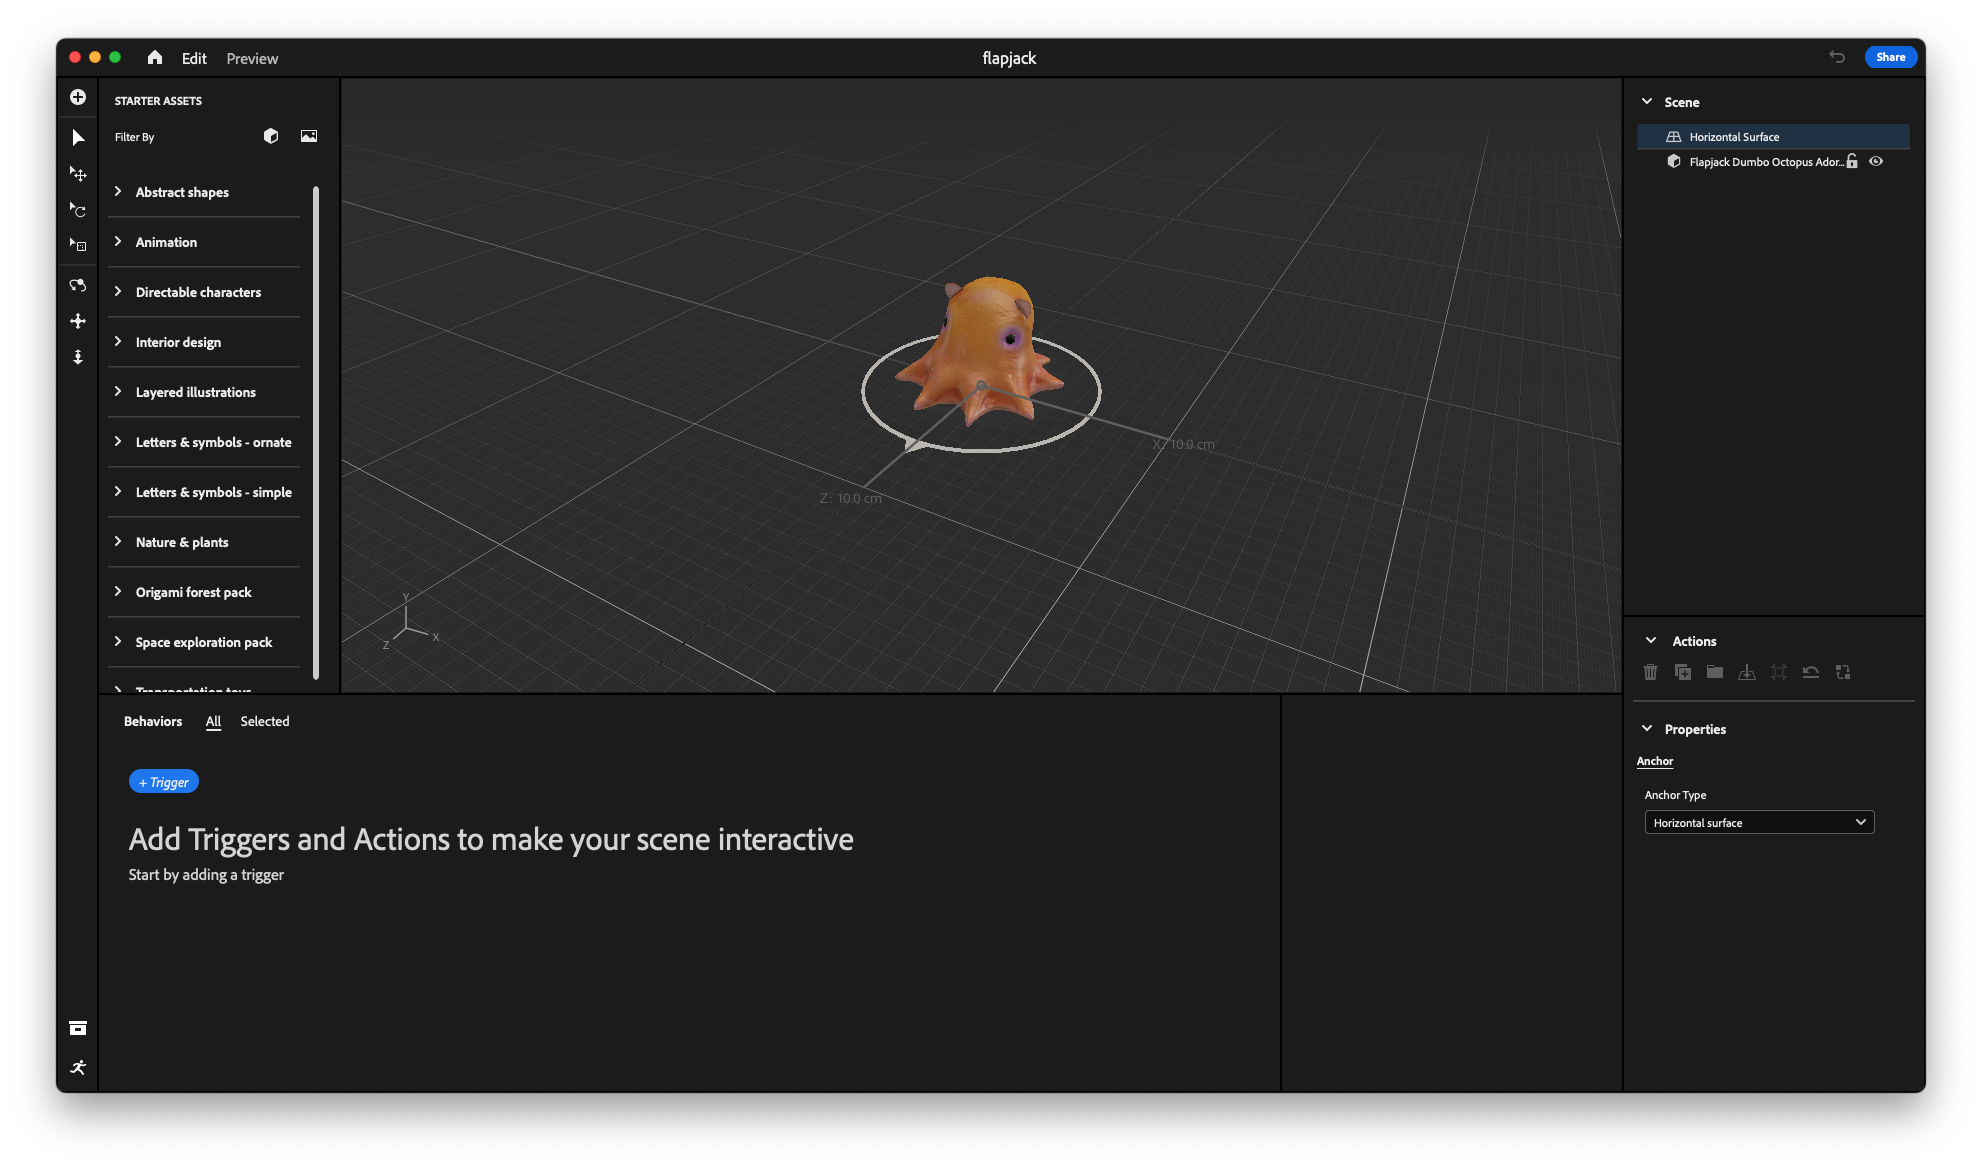 Edit Preview flapjack Share
STARTER ASSETS
Filter By
Abstract shapes
Animation
Directable characters
Interior design
Layered illustrations
Letters & symbols - ornate
Letters & symbols - simple
Nature & plants
Origami forest pack
Space exploration pack
Transportation toys
X: 10.0 cm
Z: 10.0 cm
Y
X
Z
Behaviors All Selected
+ Trigger
Add Triggers and Actions to make your scene interactive
Start by adding a trigger
Scene
Horizontal Surface
Flapjack Dumbo Octopus Ador...
Actions
Properties
Anchor
Anchor Type
Horizontal surface